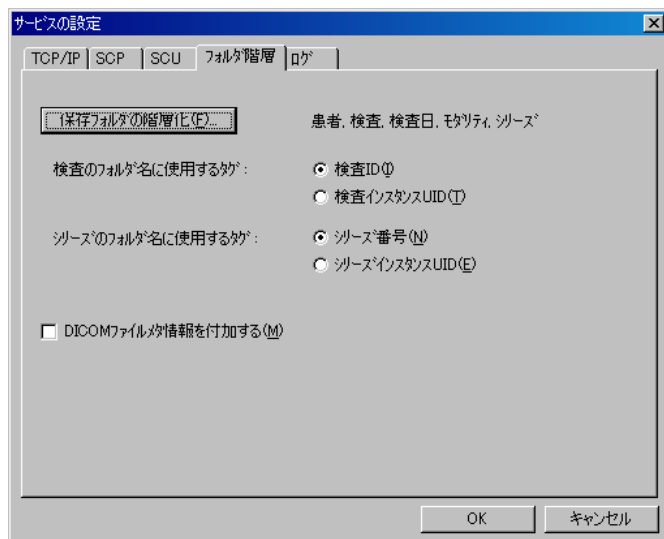 サービスの設定
TCP/IP SCP SCU ﾌｫﾙﾀﾞ階層 ﾛｸﾞ
保存ﾌｫﾙﾀﾞの階層化(F)... 患者, 検査, 検査日, ﾓﾀﾞﾘﾃｨ, ｼﾘｰｽﾞ
検査のﾌｫﾙﾀﾞ名に使用するﾀｸﾞ: 検査ID(I)
検査ｲﾝｽﾀﾝｽUID(T)
ｼﾘｰｽﾞのﾌｫﾙﾀﾞ名に使用するﾀｸﾞ: ｼﾘｰｽﾞ番号(N)
ｼﾘｰｽﾞｲﾝｽﾀﾝｽUID(E)
DICOMﾌｧｲﾙﾒﾀ情報を付加する(M)
OK キャンセル